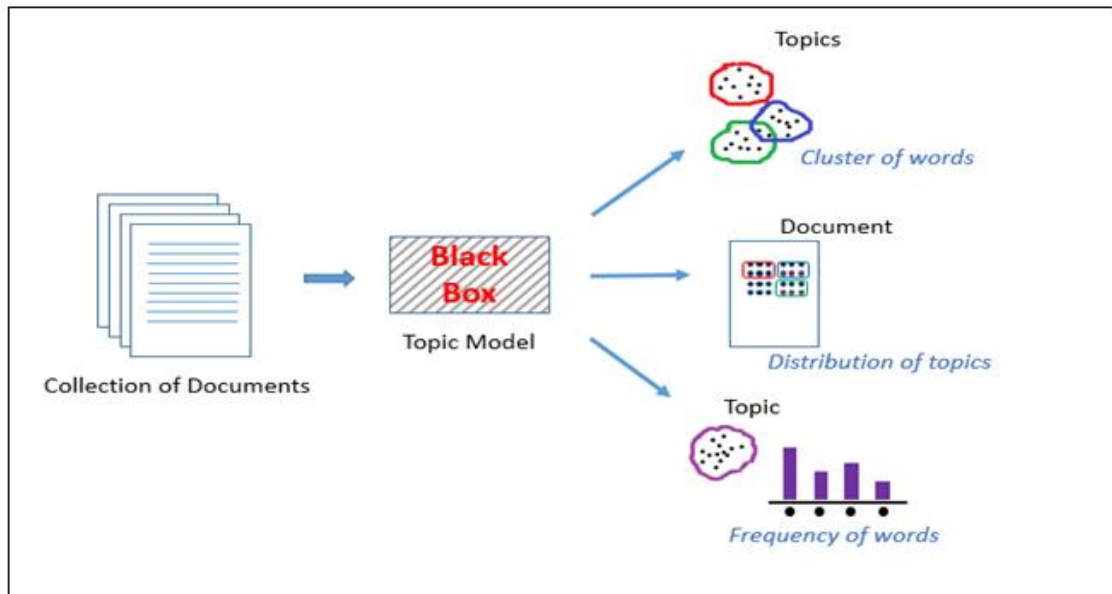 Collection of Documents
Black
Box
Topic Model
Topics
Cluster of words
Document
Distribution of topics
Topic
Frequency of words